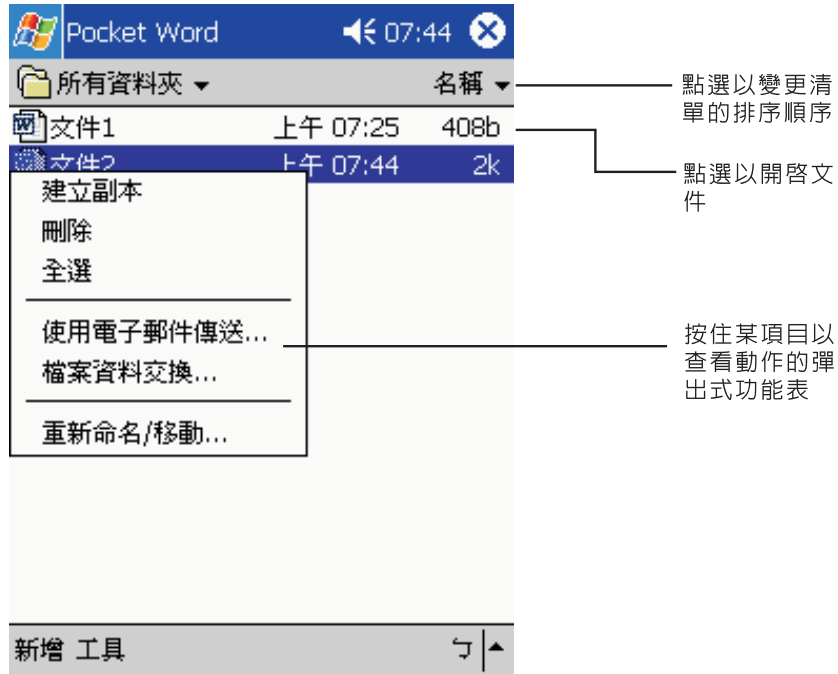 Pocket Word 07:44
所有資料夾 名稱
文件1 上午 07:25 408b
文件2 上午 07:44 2k
建立副本
刪除
全選
使用電子郵件傳送...
檔案資料交換...
重新命名/移動...
新增 工具 ㄅ
點選以變更清
單的排序順序
點選以開啓文
件
按住某項目以
查看動作的彈
出式功能表